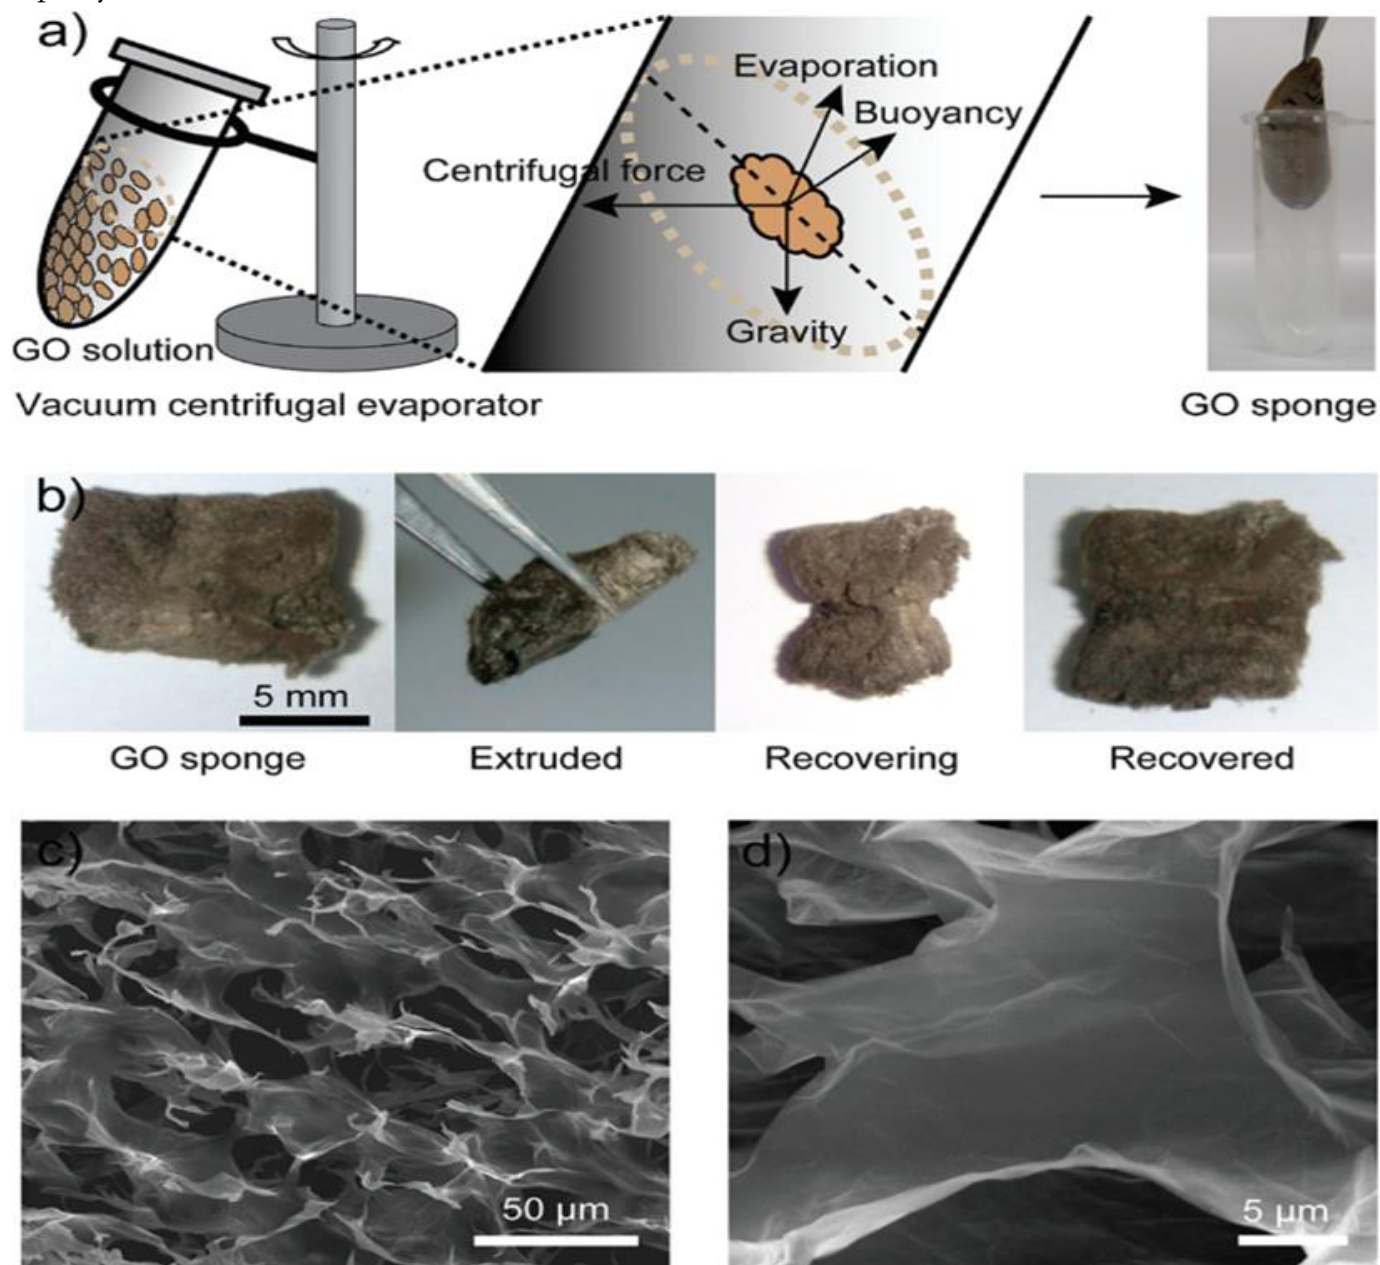 a)
Evaporation
Buoyancy
Centrifugal force
Gravity
GO solution
Vacuum centrifugal evaporator
GO sponge
b)
5 mm
GO sponge
Extruded
Recovering
Recovered
c)
d)
50 µm
5 µm